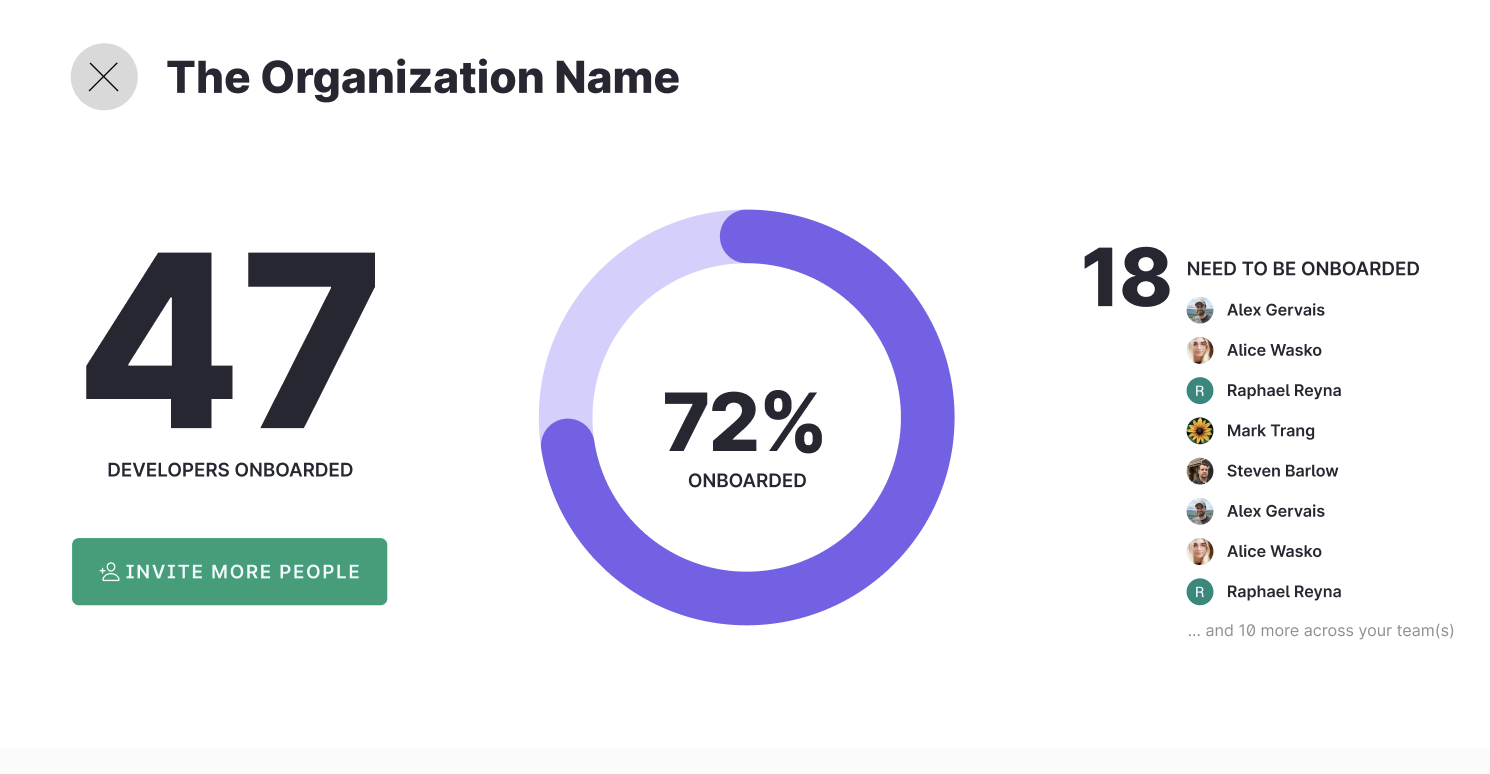 The Organization Name
47
DEVELOPERS ONBOARDED
INVITE MORE PEOPLE
72%
ONBOARDED
18 NEED TO BE ONBOARDED
Alex Gervais
Alice Wasko
R Raphael Reyna
Mark Trang
Steven Barlow
Alex Gervais
Alice Wasko
R Raphael Reyna
... and 10 more across your team(s)